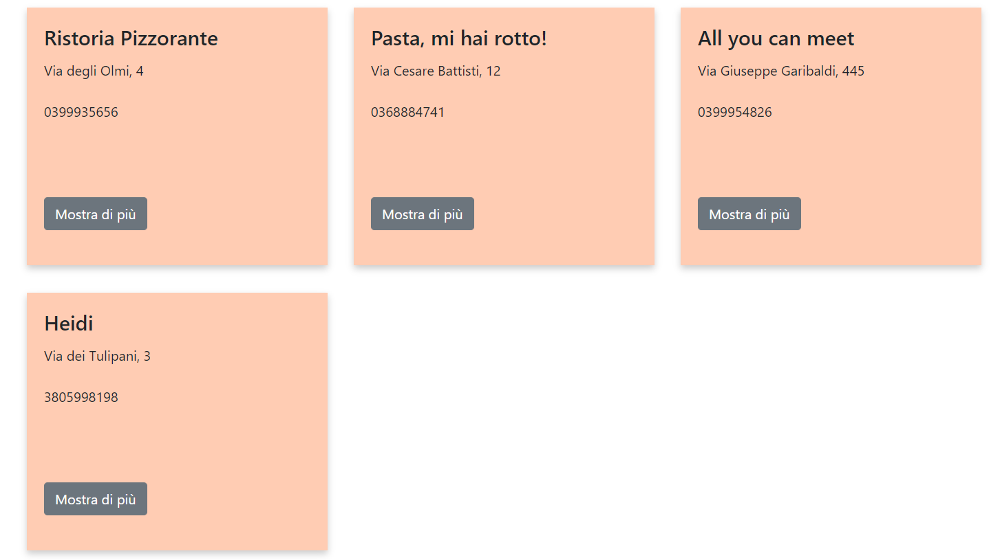 Ristoria Pizzorante
Via degli Olmi, 4
0399935656
Mostra di più
Pasta, mi hai rotto!
Via Cesare Battisti, 12
0368884741
Mostra di più
All you can meet
Via Giuseppe Garibaldi, 445
0399954826
Mostra di più
Heidi
Via dei Tulipani, 3
3805998198
Mostra di più